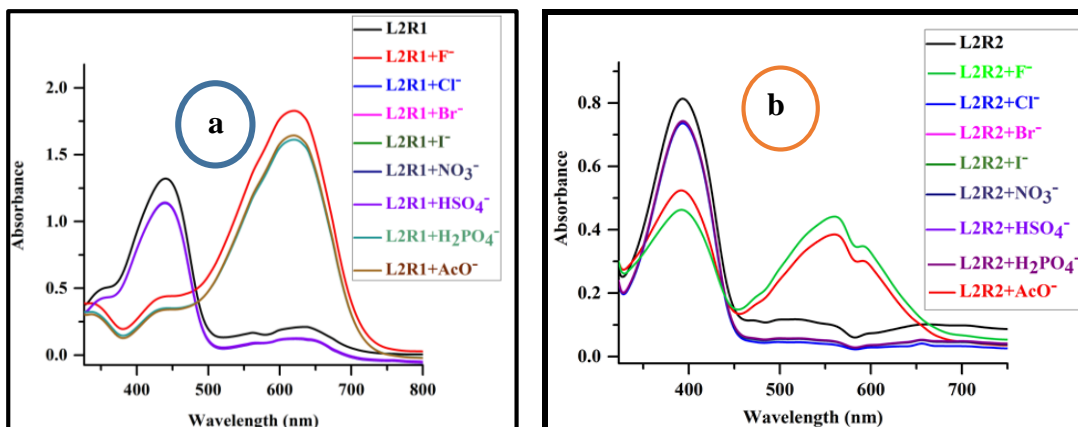 a
L2R1
L2R1+F⁻
L2R1+Cl⁻
L2R1+Br⁻
L2R1+I⁻
L2R1+NO₃⁻
L2R1+HSO₄⁻
L2R1+H₂PO₄⁻
L2R1+AcO⁻
Absorbance
2.0
1.5
1.0
0.5
0.0
400 500 600 700 800
Wavelength (nm)
b
L2R2
L2R2+F⁻
L2R2+Cl⁻
L2R2+Br⁻
L2R2+I⁻
L2R2+NO₃⁻
L2R2+HSO₄⁻
L2R2+H₂PO₄⁻
L2R2+AcO⁻
Absorbance
0.8
0.6
0.4
0.2
0.0
400 500 600 700
Wavelength (nm)